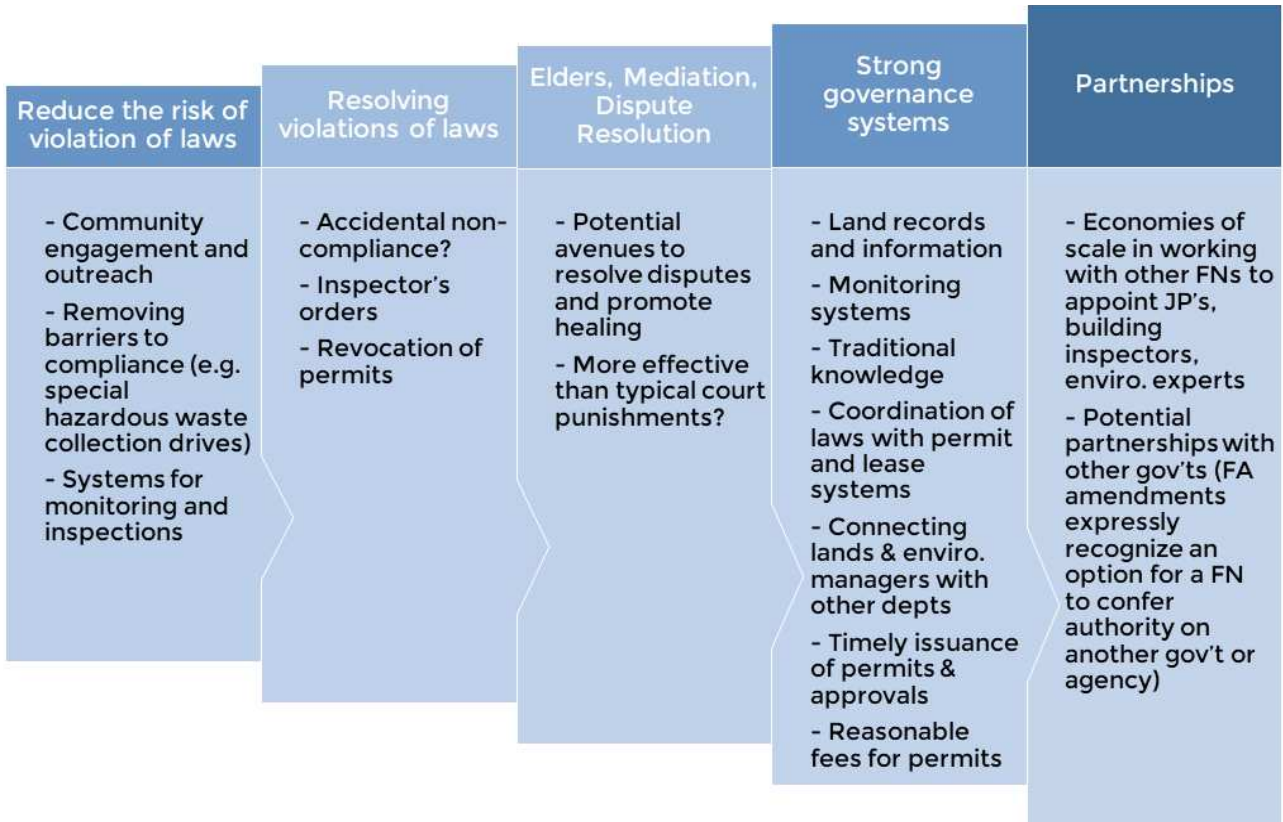 Reduce the risk of
violation of laws
- Community
engagement and
outreach
- Removing
barriers to
compliance (e.g.
special
hazardous waste
collection drives)
- Systems for
monitoring and
inspections
Resolving
violations of laws
- Accidental non-
compliance?
- Inspector's
orders
- Revocation of
permits
Elders, Mediation,
Dispute
Resolution
- Potential
avenues to
resolve disputes
and promote
healing
- More effective
than typical court
punishments?
Strong
governance
systems
- Land records
and information
- Monitoring
systems
- Traditional
knowledge
- Coordination of
laws with permit
and lease
systems
- Connecting
lands & enviro.
managers with
other depts
- Timely issuance
of permits &
approvals
- Reasonable
fees for permits
Partnerships
- Economies of
scale in working
with other FNs to
appoint JP's,
building
inspectors,
enviro. experts
- Potential
partnerships with
other gov'ts (FA
amendments
expressly
recognize an
option for a FN
to confer
authority on
another gov't or
agency)